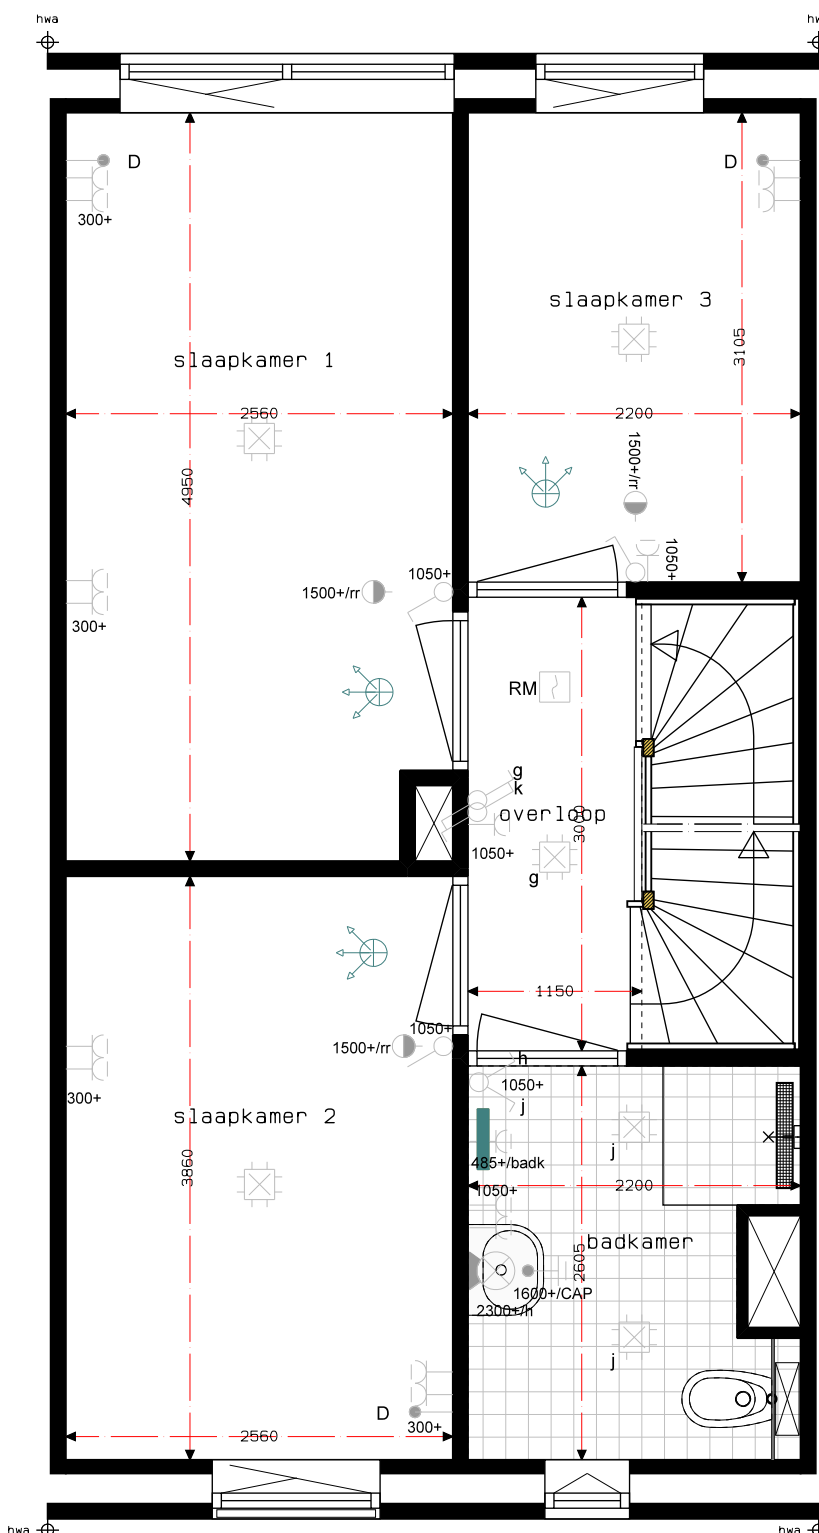 hwa
hw
D
300+
D
slaapkamer 3
3105
slaapkamer 1
2560
2200
4950
1500+/rr
1050+
1050+
1500+/rr
300+
RM
g
k
overloop
3000
1050+
g
1150
1050+
1500+/rr
h
1050+
300+
j
slaapkamer 2
j
485+/badk
3860
1050+
2200
badkamer
2605
1600+/CAP
2300+/h
j
D
300+
2560
hwa
hwa